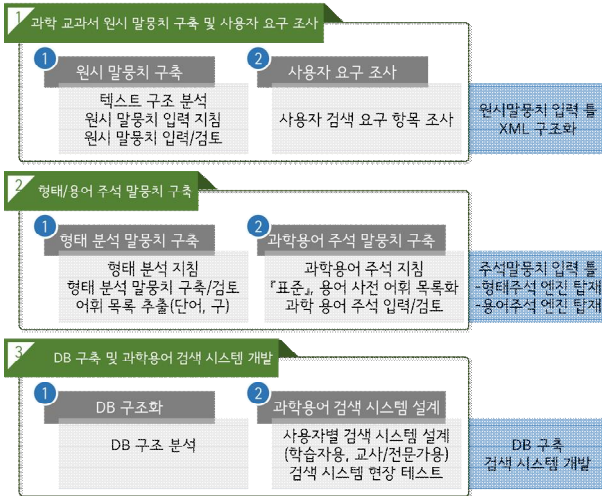 1 과학 교과서 원시 말뭉치 구축 및 사용자 요구 조사
1 원시 말뭉치 구축
텍스트 구조 분석
원시 말뭉치 입력 지침
원시 말뭉치 입력/검토
2 사용자 요구 조사
사용자 검색 요구 항목 조사
원시말뭉치 입력 틀
XML 구조화
2 형태/용어 주석 말뭉치 구축
1 형태 분석 말뭉치 구축
형태 분석 지침
형태 분석 말뭉치 구축/검토
어휘 목록 추출(단어, 구)
2 과학용어 주석 말뭉치 구축
과학용어 주석 지침
『표준』, 용어 사전 어휘 목록화
과학 용어 주석 입력/검토
주석말뭉치 입력 틀
-형태주석 엔진 탑재
-용어주석 엔진 탑재
3 DB 구축 및 과학용어 검색 시스템 개발
1 DB 구조화
DB 구조 분석
2 과학용어 검색 시스템 설계
사용자별 검색 시스템 설계
(학습자용, 교사/전문가용)
검색 시스템 현장 테스트
DB 구축
검색 시스템 개발